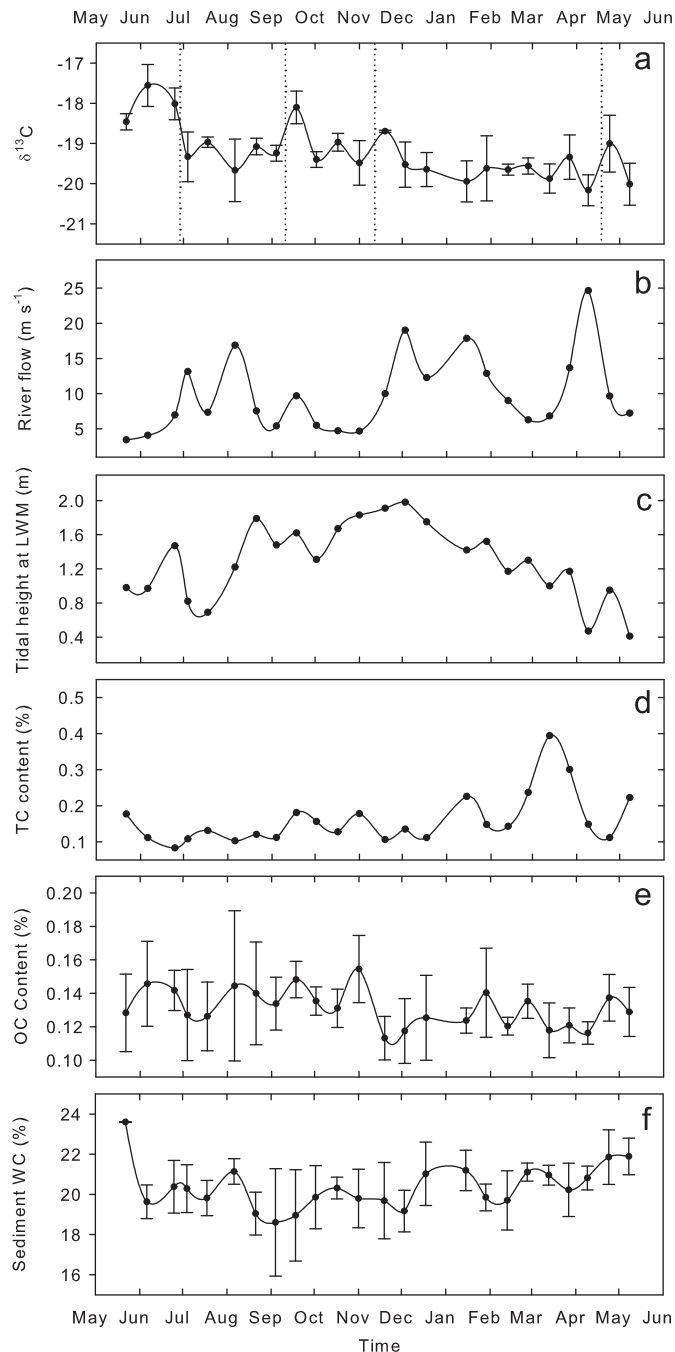 May Jun Jul Aug Sep Oct Nov Dec Jan Feb Mar Apr May Jun
a
δ13C
-17
-18
-19
-20
-21
b
River flow (m s-1)
25
20
15
10
5
c
Tidal height at LWM (m)
2.0
1.6
1.2
0.8
0.4
d
TC content (%)
0.5
0.4
0.3
0.2
0.1
e
OC Content (%)
0.20
0.18
0.16
0.14
0.12
0.10
f
Sediment WC (%)
24
22
20
18
16
May Jun Jul Aug Sep Oct Nov Dec Jan Feb Mar Apr May Jun
Time